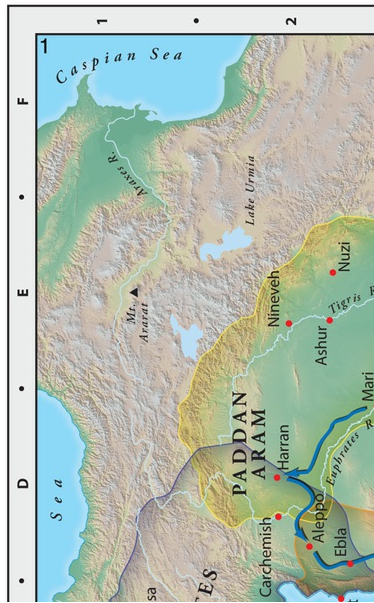 1
2
1
F
E
D
Caspian Sea
Araxes R.
Lake Urmia
Mt.
Ararat
Sea
Nineveh
Nuzi
Ashur
Tigris
PADDAN
ARAM
Harran
Mari
Euphrates R
Carchemish
Aleppo
Ebla
sa
ES
t